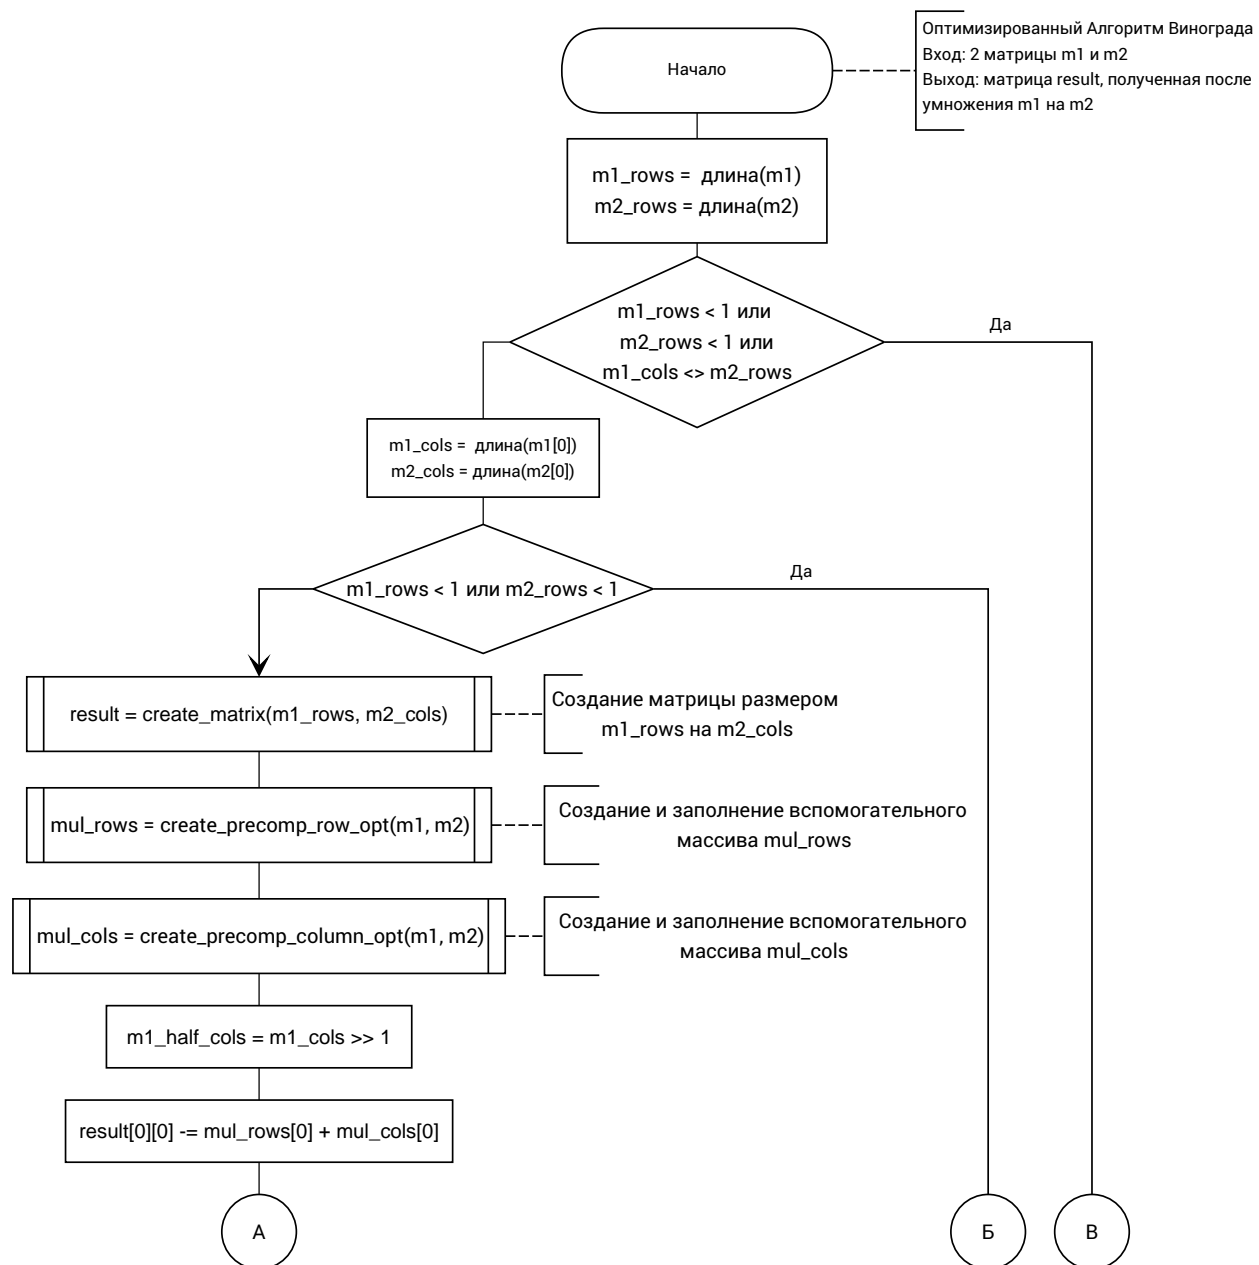 Оптимизированный Алгоритм Винограда
Вход: 2 матрицы m1 и m2
Выход: матрица result, полученная после
умножения m1 на m2
Начало
m1_rows = длина(m1)
m2_rows = длина(m2)
m1_rows < 1 или
m2_rows < 1 или
m1_cols <> m2_rows
Да
m1_cols = длина(m1[0])
m2_cols = длина(m2[0])
m1_rows < 1 или m2_rows < 1
Да
result = create_matrix(m1_rows, m2_cols)
Создание матрицы размером
m1_rows на m2_cols
mul_rows = create_precomp_row_opt(m1, m2)
Создание и заполнение вспомогательного
массива mul_rows
mul_cols = create_precomp_column_opt(m1, m2)
Создание и заполнение вспомогательного
массива mul_cols
m1_half_cols = m1_cols >> 1
result[0][0] -= mul_rows[0] + mul_cols[0]
А
Б
В